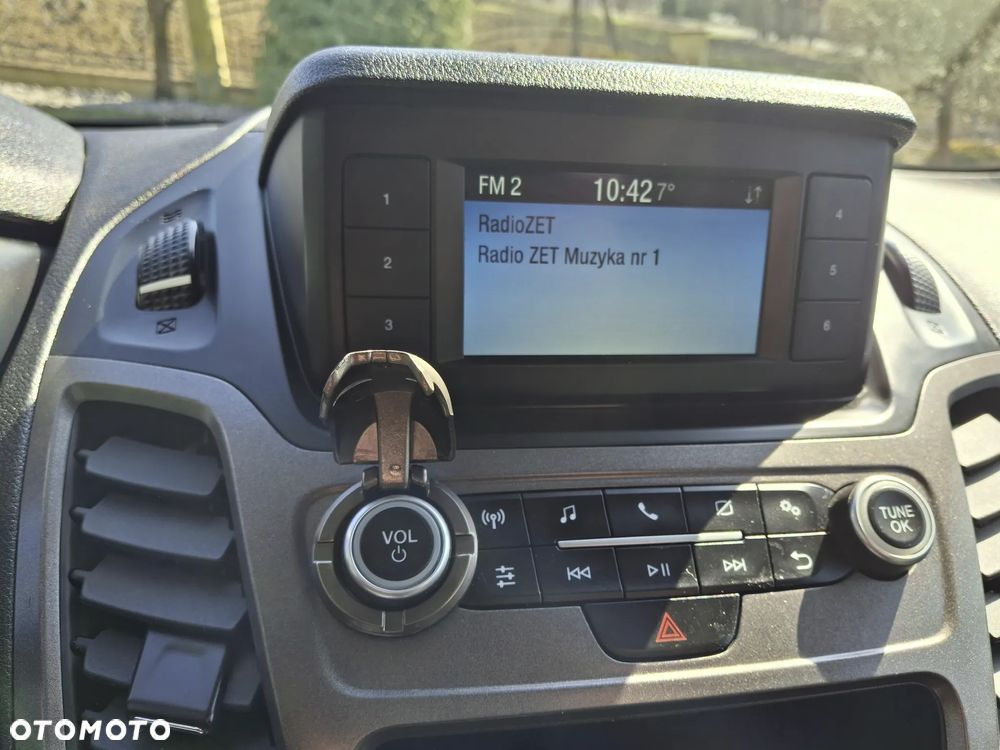 FM 2
10:42 7°
RadioZET
Radio ZET Muzyka nr 1
1
2
3
4
5
6
VOL
TUNE
OK
OTOMOTO